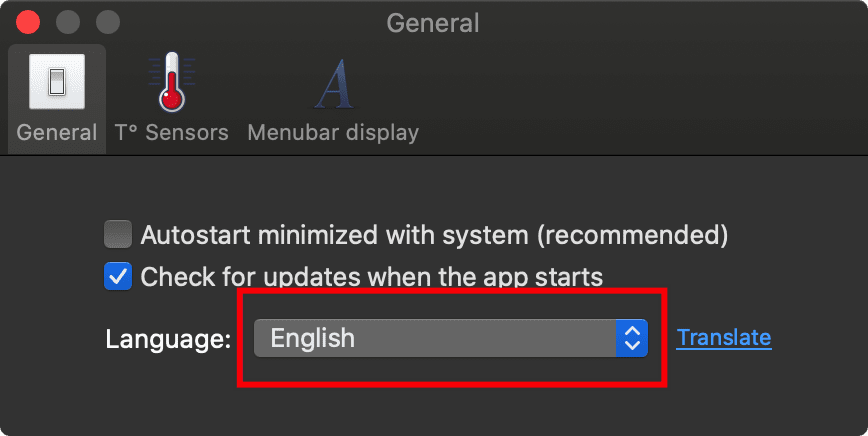 General
General T° Sensors Menubar display
Autostart minimized with system (recommended)
Check for updates when the app starts
Language: English Translate